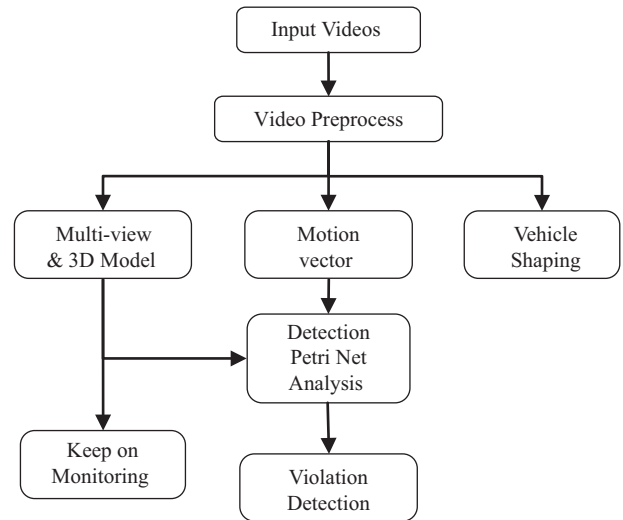 Input Videos
Video Preprocess
Multi-view
& 3D Model
Motion
vector
Vehicle
Shaping
Detection
Petri Net
Analysis
Keep on
Monitoring
Violation
Detection